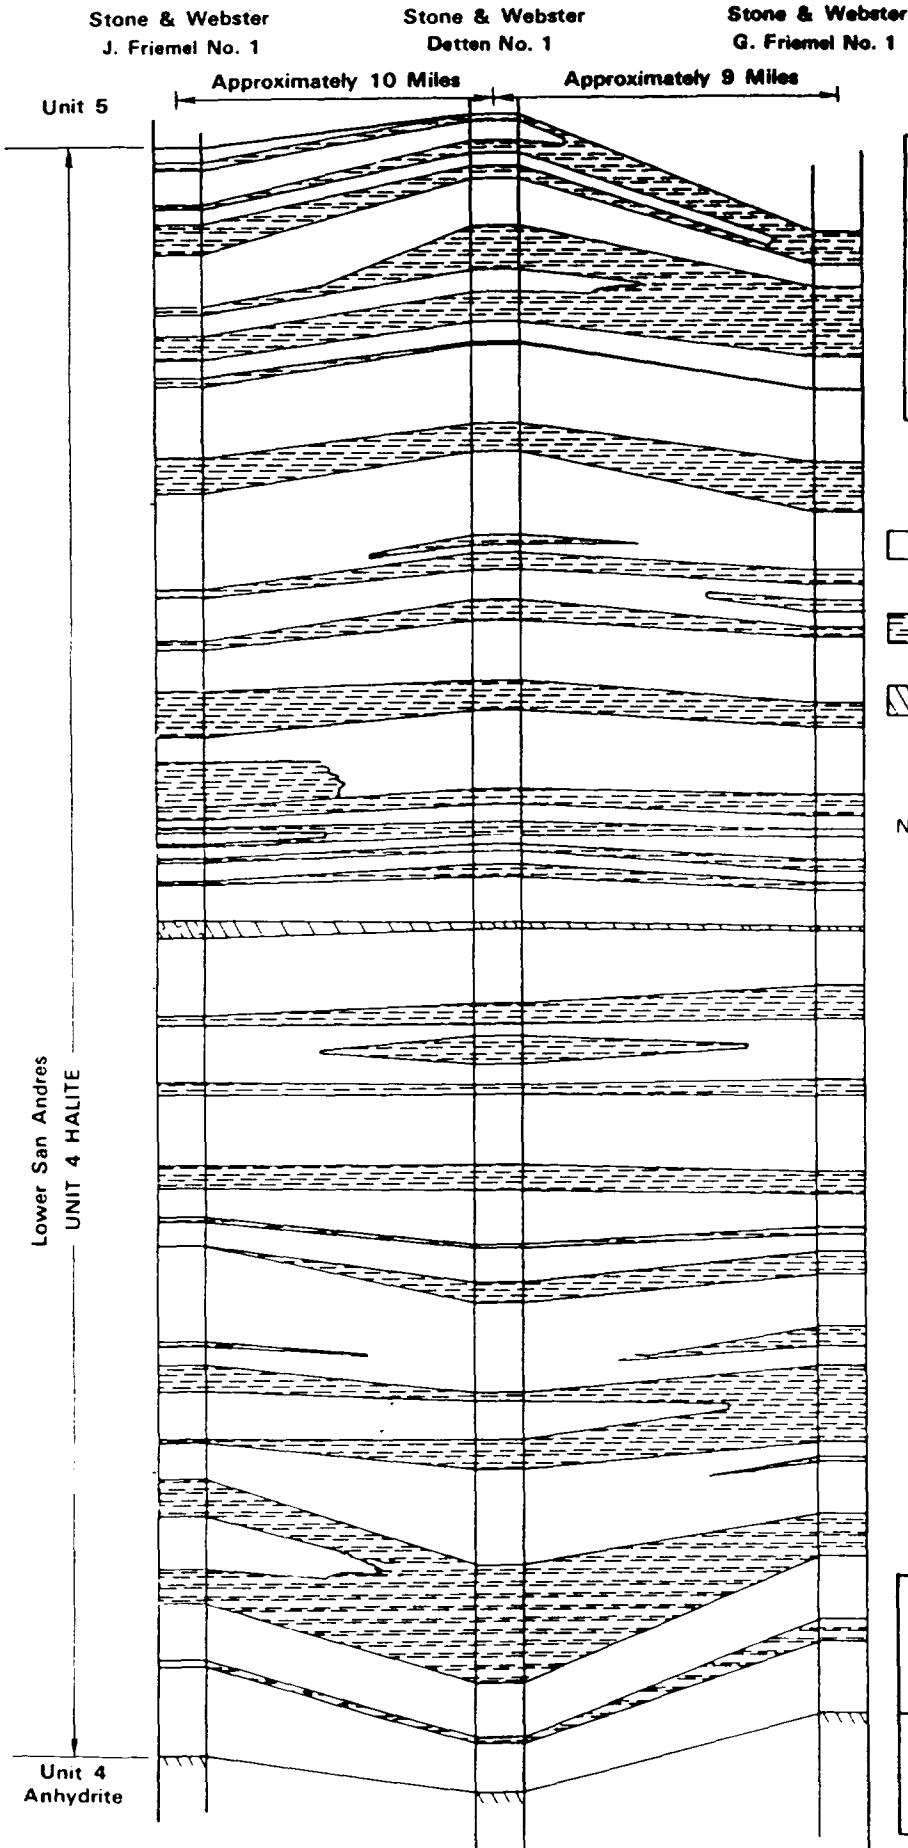 Stone & Webster
J. Friemel No. 1
Stone & Webster
Detten No. 1
Stone & Webster
G. Friemel No. 1
Approximately 10 Miles
Approximately 9 Miles
Unit 5
Lower San Andres
UNIT 4 HALITE
N
Unit 4
Anhydrite